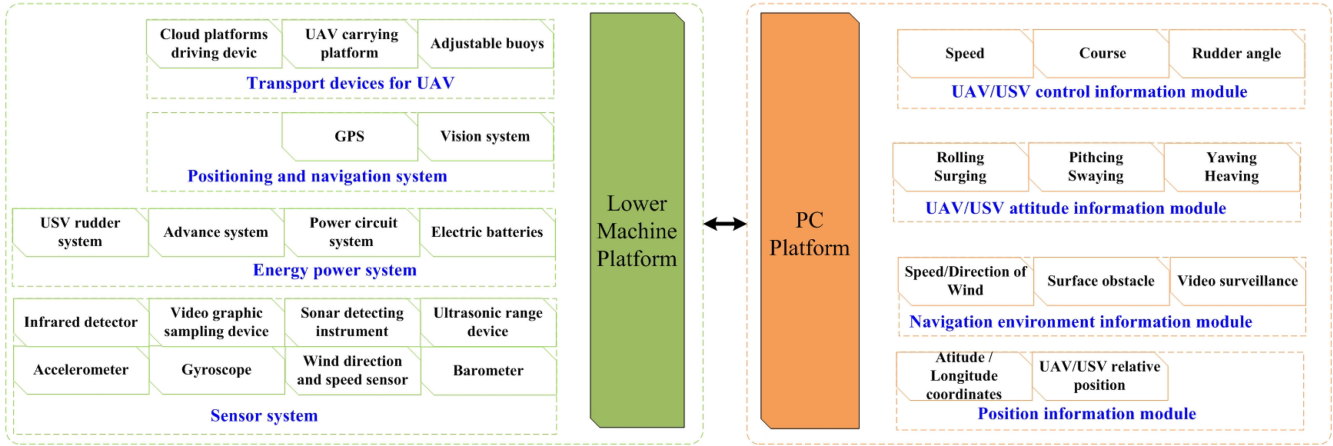 Cloud platforms
driving devic
UAV carrying
platform
Adjustable buoys
Transport devices for UAV
GPS
Vision system
Positioning and navigation system
USV rudder
system
Advance system
Power circuit
system
Electric batteries
Energy power system
Infrared detector
Video graphic
sampling device
Sonar detecting
instrument
Ultrasonic range
device
Accelerometer
Gyroscope
Wind direction
and speed sensor
Barometer
Sensor system
Lower
Machine
Platform
PC
Platform
Speed
Course
Rudder angle
UAV/USV control information module
Rolling
Surging
Pithcing
Swaying
Yawing
Heaving
UAV/USV attitude information module
Speed/Direction of
Wind
Surface obstacle
Video surveillance
Navigation environment information module
Atitude /
Longitude
coordinates
UAV/USV relative
position
Position information module